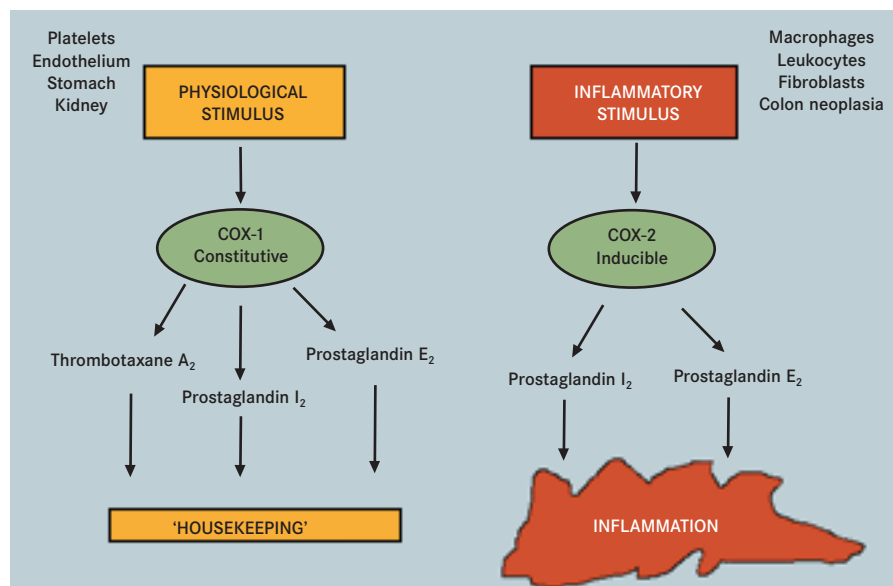 Platelets
Endothelium
Stomach
Kidney
PHYSIOLOGICAL
STIMULUS
COX-1
Constitutive
Thrombotaxane A₂
Prostaglandin I₂
Prostaglandin E₂
‘HOUSEKEEPING’
Macrophages
Leukocytes
Fibroblasts
Colon neoplasia
INFLAMMATORY
STIMULUS
COX-2
Inducible
Prostaglandin I₂
Prostaglandin E₂
INFLAMMATION